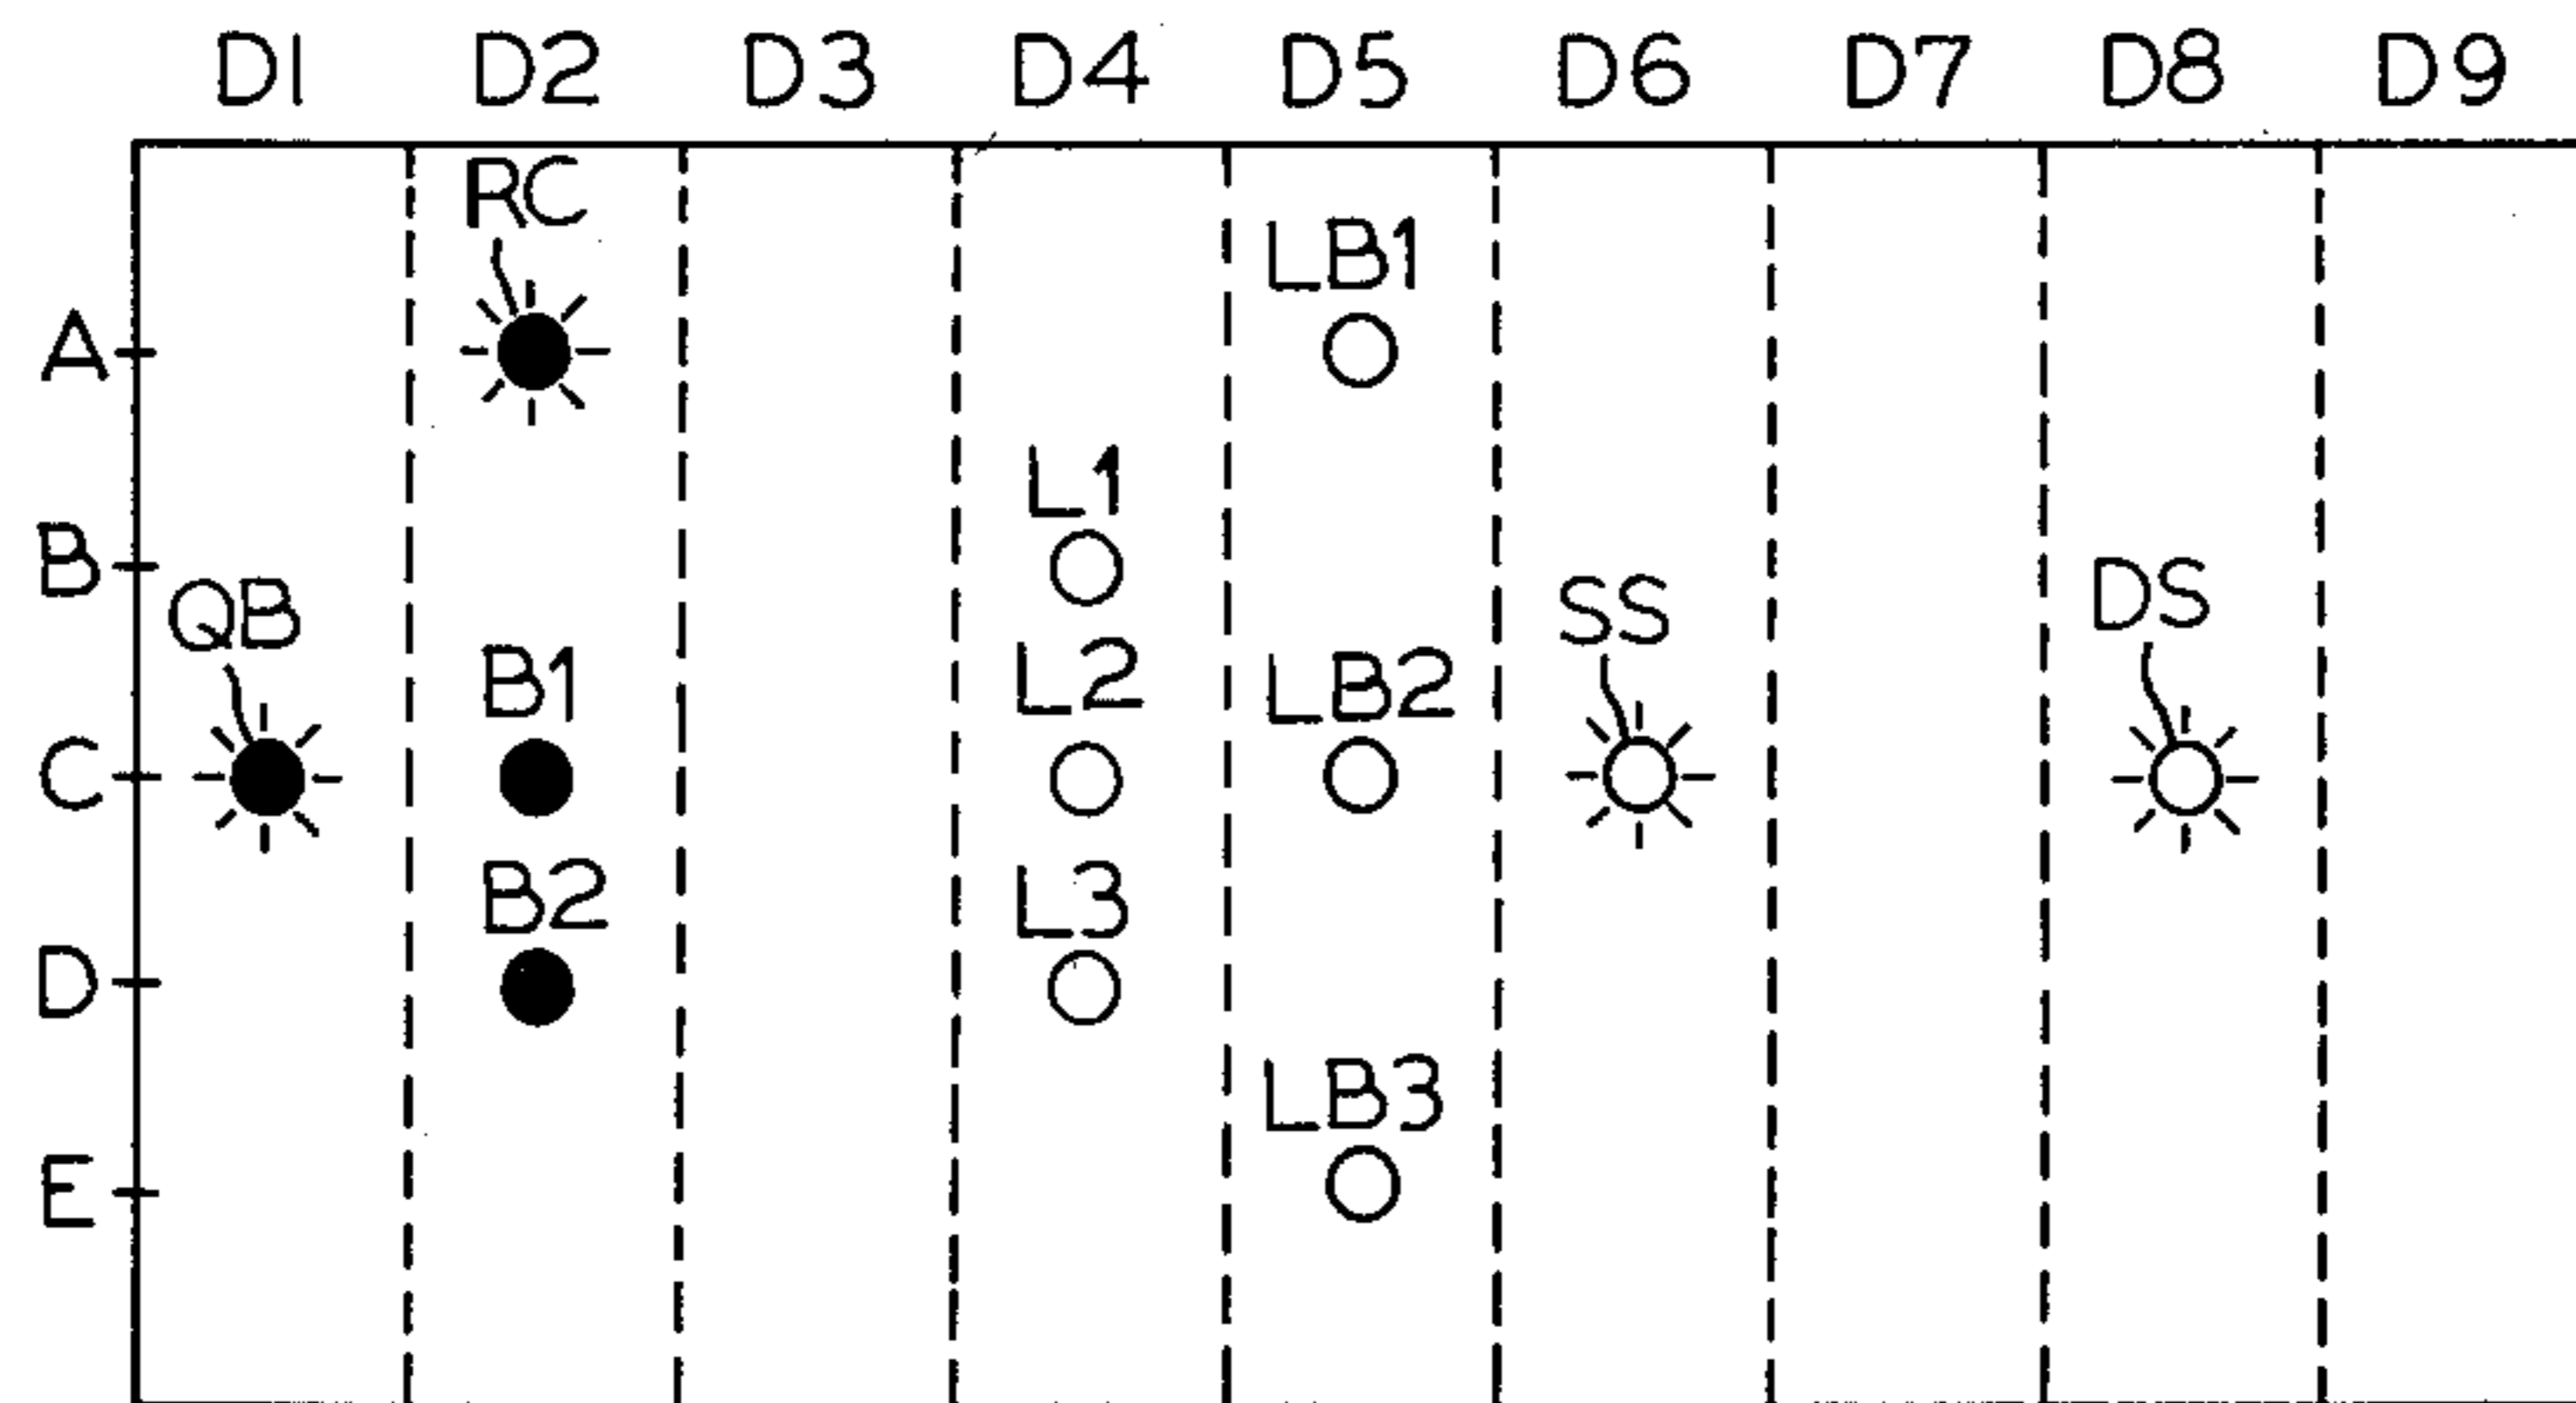 D1 D2 D3 D4 D5 D6 D7 D8 D9
RC
LB1
A
L1
B
QB
SS
DS
B1
L2
LB2
C
B2
L3
D
LB3
E